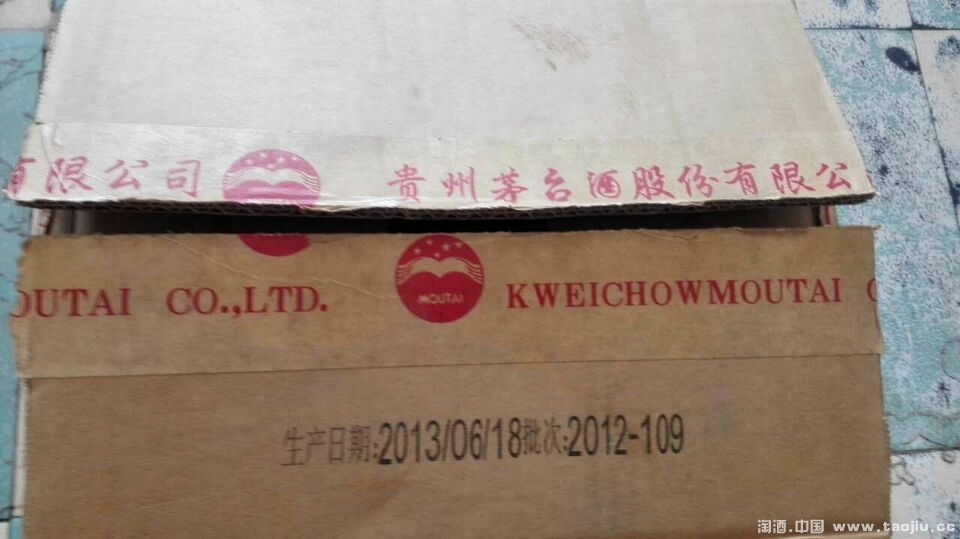 有限公司 贵州茅台酒股份有限公
OUTAI CO.,LTD. MOUTAI KWEICHOWMOUTAI C
生产日期:2013/06/18批次:2012-109
淘酒.中国 www.taojiu.cc